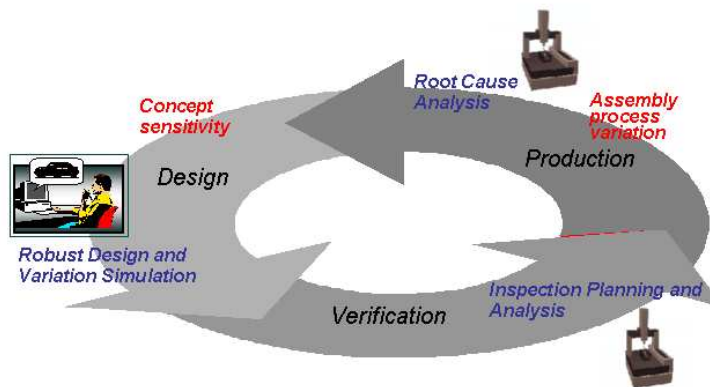 Root Cause
Analysis
Concept
sensitivity
Assembly
process
variation
Production
Design
Robust Design and
Variation Simulation
Inspection Planning and
Analysis
Verification